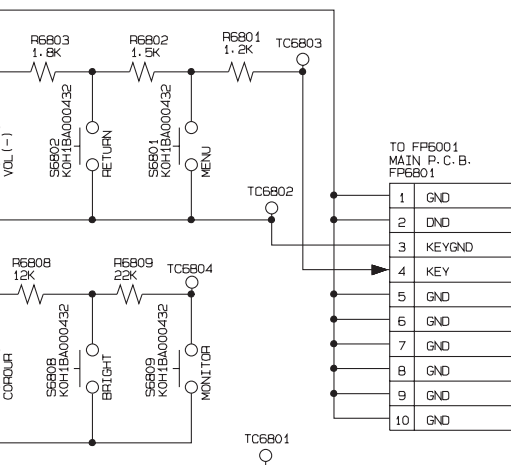 R6803
1.8K
R6802
1.5K
R6801
1.2K
TC6803
VOL(-)
S6802
K0H1BA000432
RETURN
S6801
K0H1BA000432
MENU
TO FP6001
MAIN P.C.B.
FP6801
TC6802
1 GND
2 DND
3 KEYGND
4 KEY
5 GND
6 GND
7 GND
8 GND
9 GND
10 GND
R6808
12K
R6809
22K
TC6804
COROUR
S6808
K0H1BA000432
BRIGHT
S6809
K0H1BA000432
MONITOR
TC6801